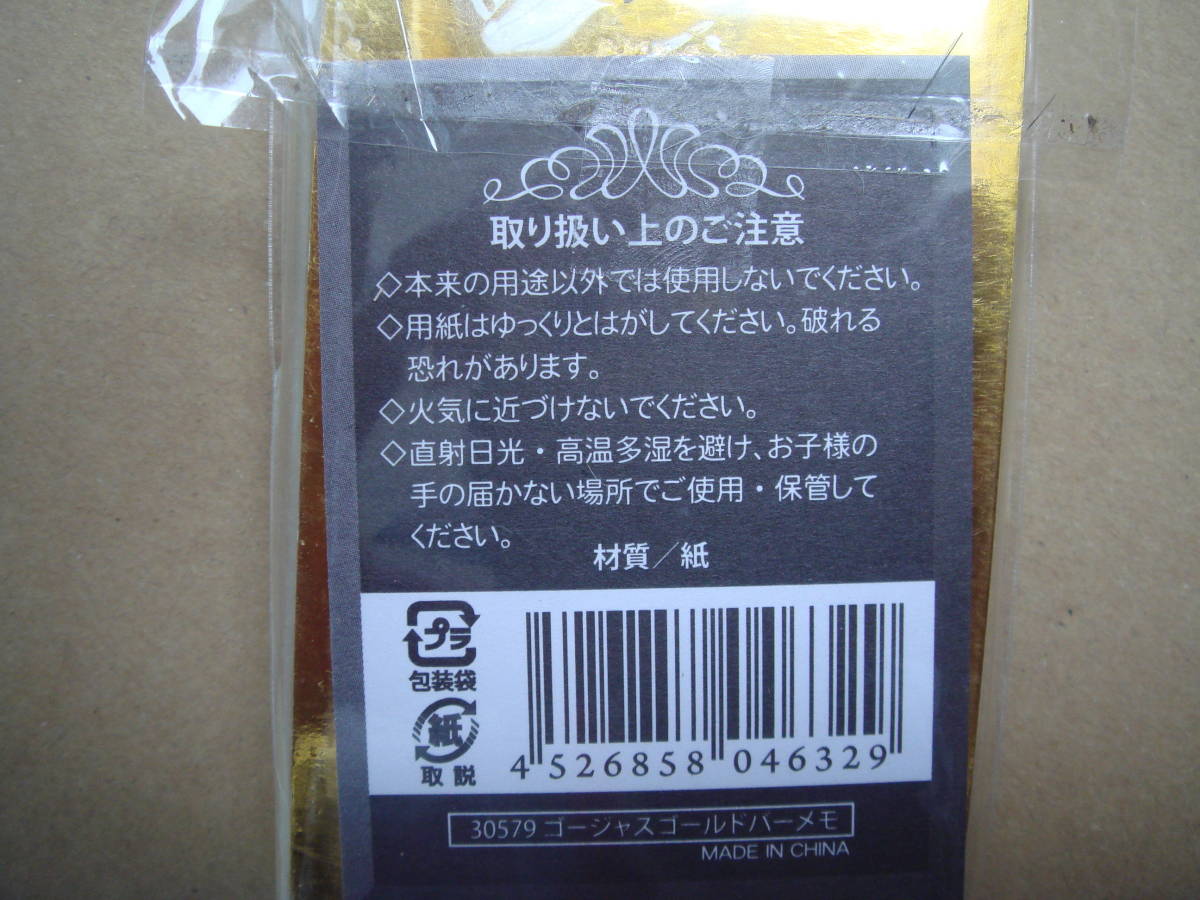 取り扱い上のご注意
◇本来の用途以外では使用しないでください。
◇用紙はゆっくりとはがしてください。破れる
恐れがあります。
◇火気に近づけないでください。
◇直射日光・高温多湿を避け、お子様の
手の届かない場所でご使用・保管して
ください。
材質／紙
プラ
包装袋
紙
取説
4 526858 046329
30579 ゴージャスゴールドバーメモ
MADE IN CHINA